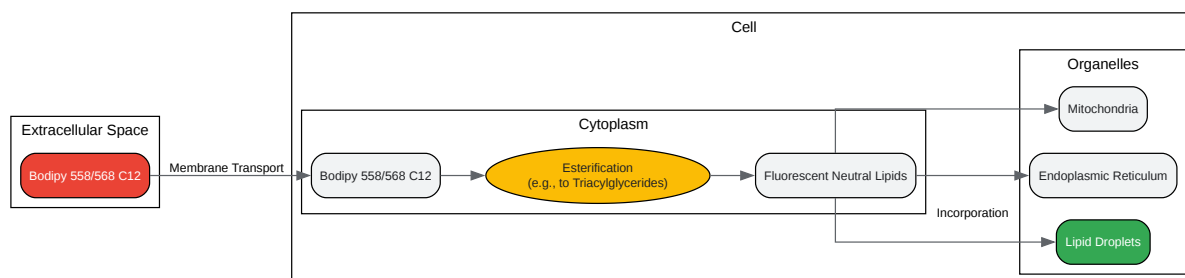 Cell
Organelles
Mitochondria
Extracellular Space
Cytoplasm
Bodipy 558/568 C12
Membrane Transport
Bodipy 558/568 C12
Esterification
(e.g., to Triacylglycerides)
Fluorescent Neutral Lipids
Endoplasmic Reticulum
Incorporation
Lipid Droplets